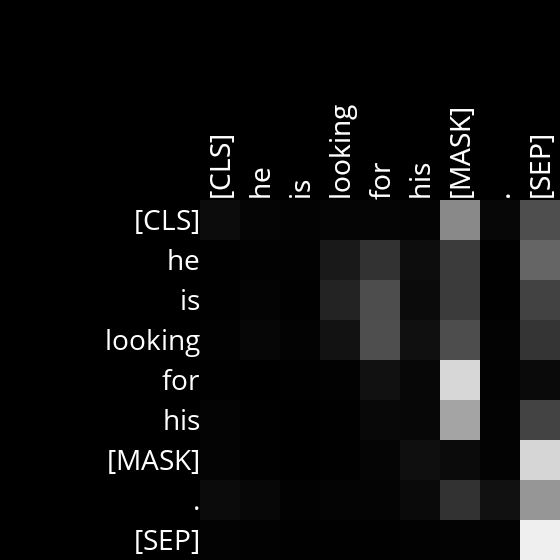 [CLS] he is looking for his [MASK] . [SEP]
[CLS]
he
is
looking
for
his
[MASK]
.
[SEP]